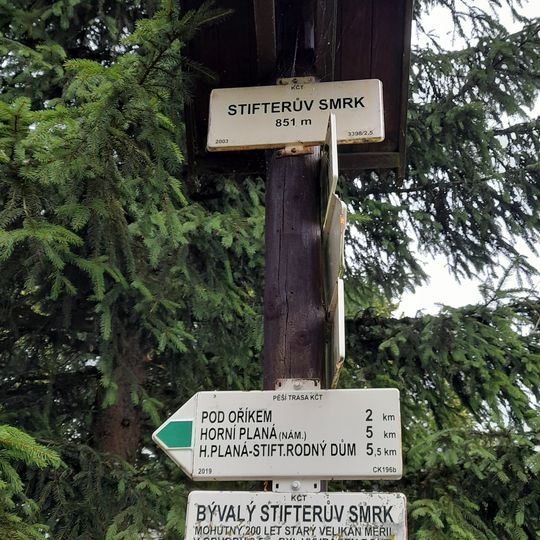 KČT
STIFTERŮV SMRK
851 m
2003 3398/2.5
3 PĚŠÍ TRASA KČT
POD OŘÍKEM 2 km
HORNÍ PLANÁ (NÁM.) 5 km
H.PLANÁ-STIFT.RODNÝ DŮM 5,5 km
2019 CK196b
KČT
BÝVALÝ STIFTERŮV SMRK
MOHUTNÝ, 200 LET STARÝ VELIKÁN MĚŘIL